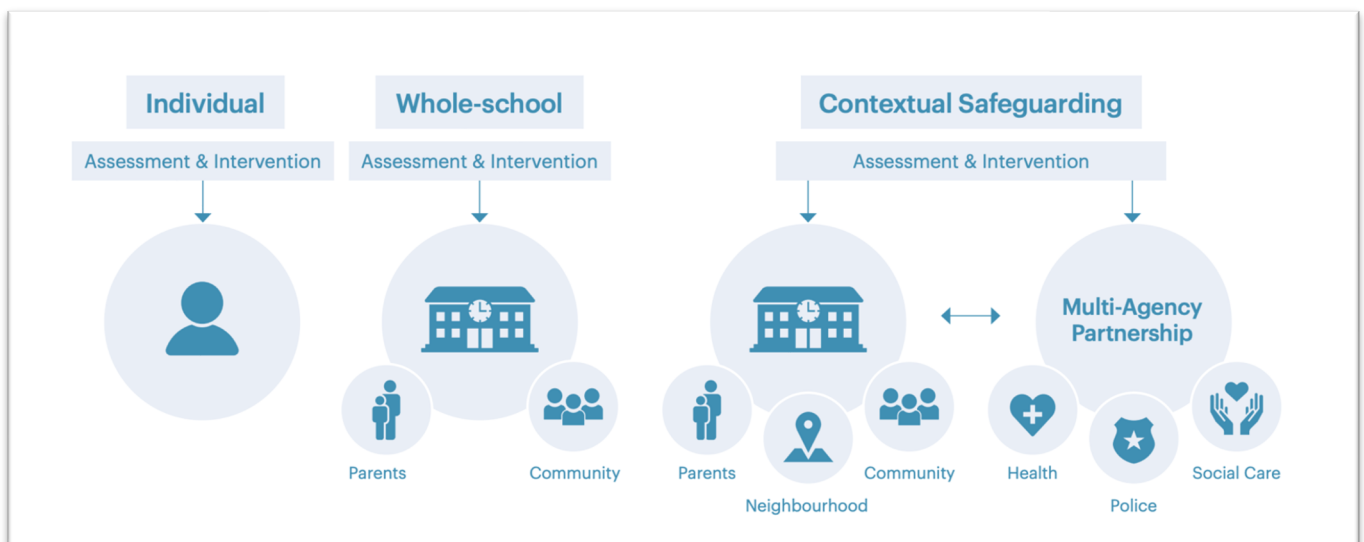 Individual
Assessment & Intervention
Whole-school
Assessment & Intervention
Parents
Community
Contextual Safeguarding
Assessment & Intervention
Multi-Agency
Partnership
Parents
Neighbourhood
Community
Health
Police
Social Care